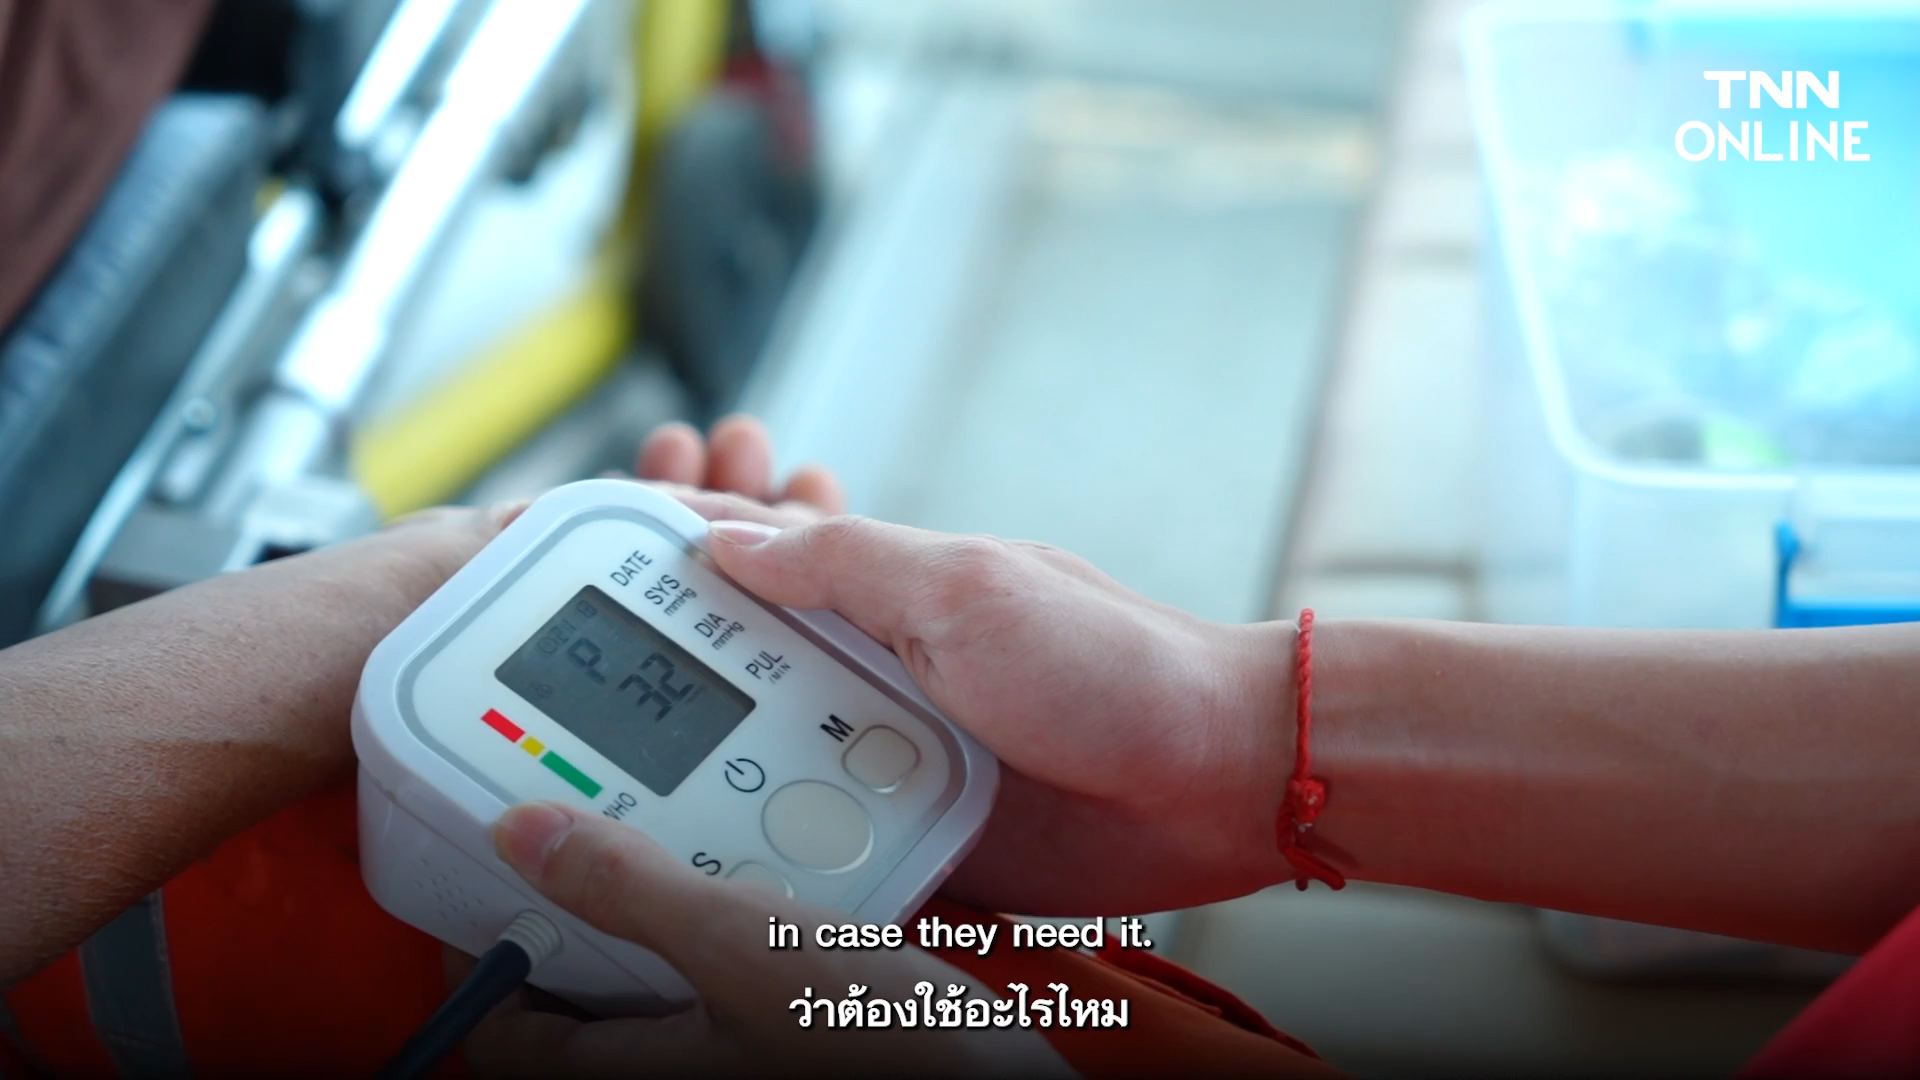 TNN
ONLINE
DATE
SYS
mmHg
DIA
mmHg
PUL
/MIN
P
32
M
WHO
S
in case they need it.
ว่าต้องใช้อะไรไหม